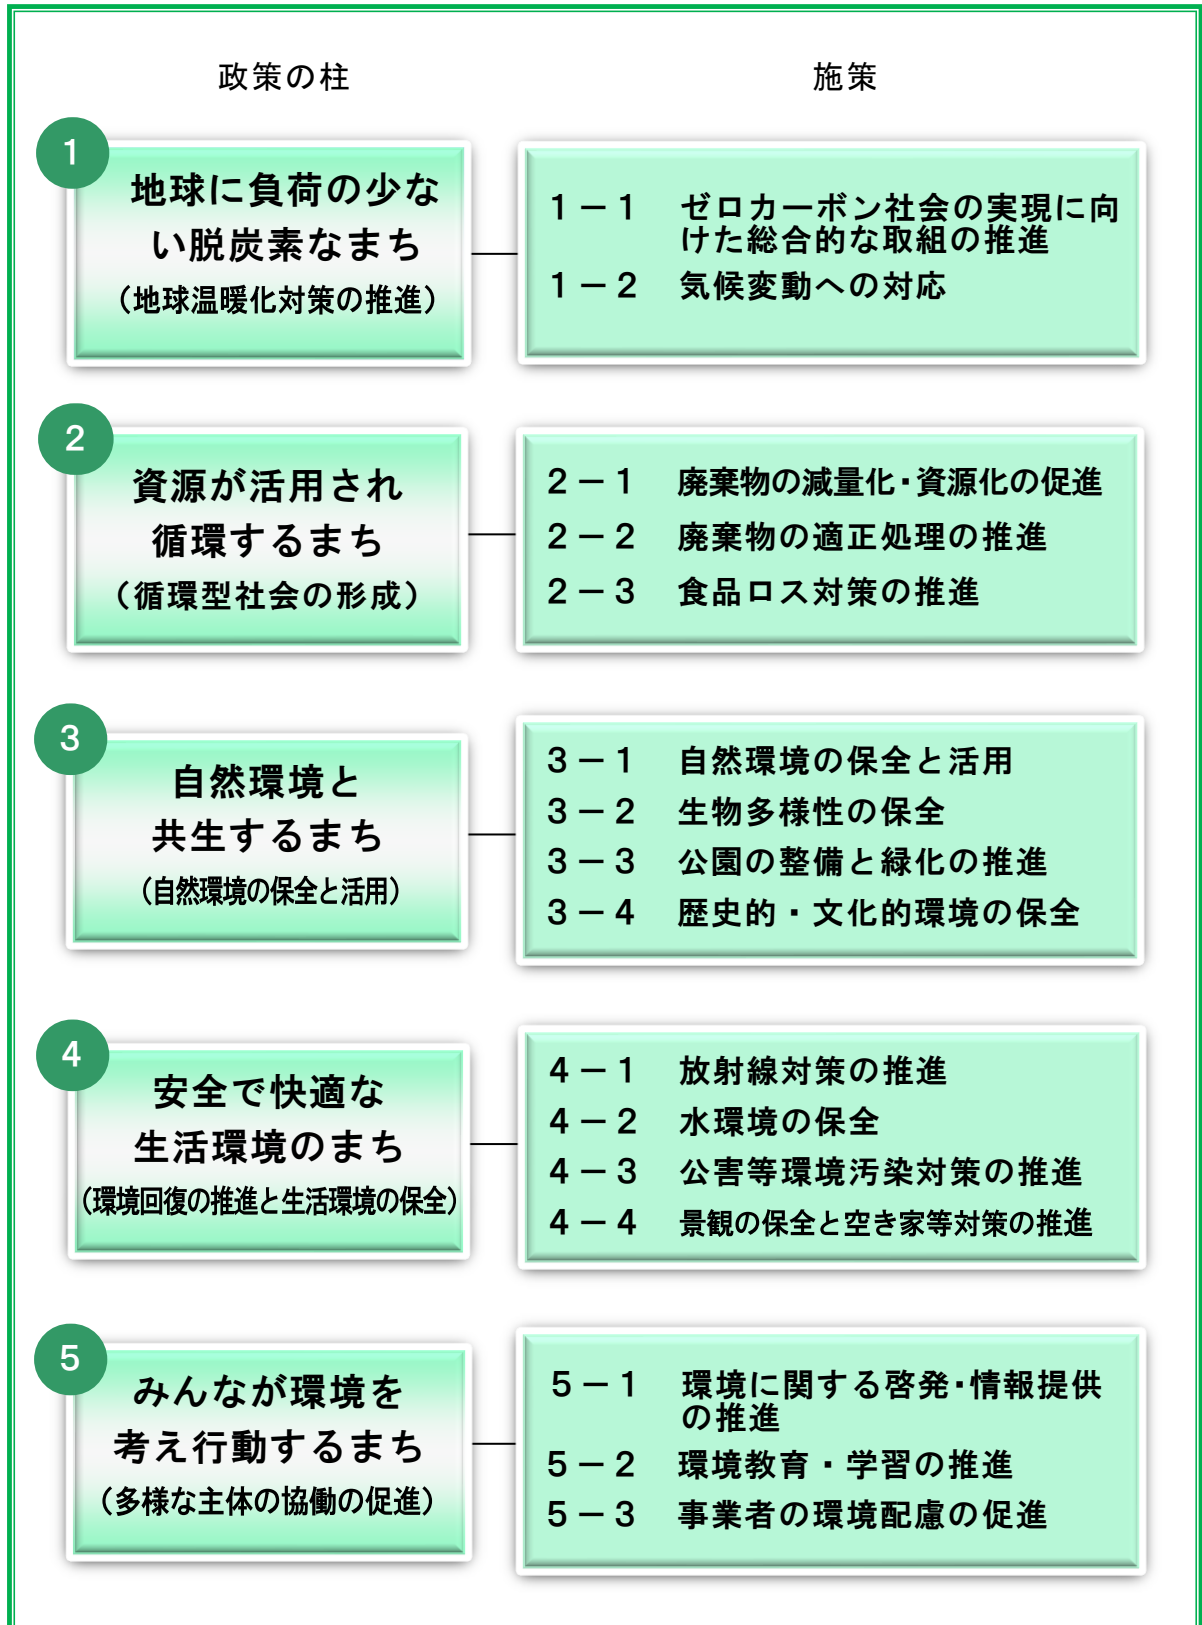 政策の柱
施策
1
地球に負荷の少な
い脱炭素なまち
（地球温暖化対策の推進）
1－1　ゼロカーボン社会の実現に向
けた総合的な取組の推進
1－2　気候変動への対応
2
資源が活用され
循環するまち
（循環型社会の形成）
2－1　廃棄物の減量化・資源化の促進
2－2　廃棄物の適正処理の推進
2－3　食品ロス対策の推進
3
自然環境と
共生するまち
（自然環境の保全と活用）
3－1　自然環境の保全と活用
3－2　生物多様性の保全
3－3　公園の整備と緑化の推進
3－4　歴史的・文化的環境の保全
4
安全で快適な
生活環境のまち
（環境回復の推進と生活環境の保全）
4－1　放射線対策の推進
4－2　水環境の保全
4－3　公害等環境汚染対策の推進
4－4　景観の保全と空き家等対策の推進
5
みんなが環境を
考え行動するまち
（多様な主体の協働の促進）
5－1　環境に関する啓発・情報提供
の推進
5－2　環境教育・学習の推進
5－3　事業者の環境配慮の促進